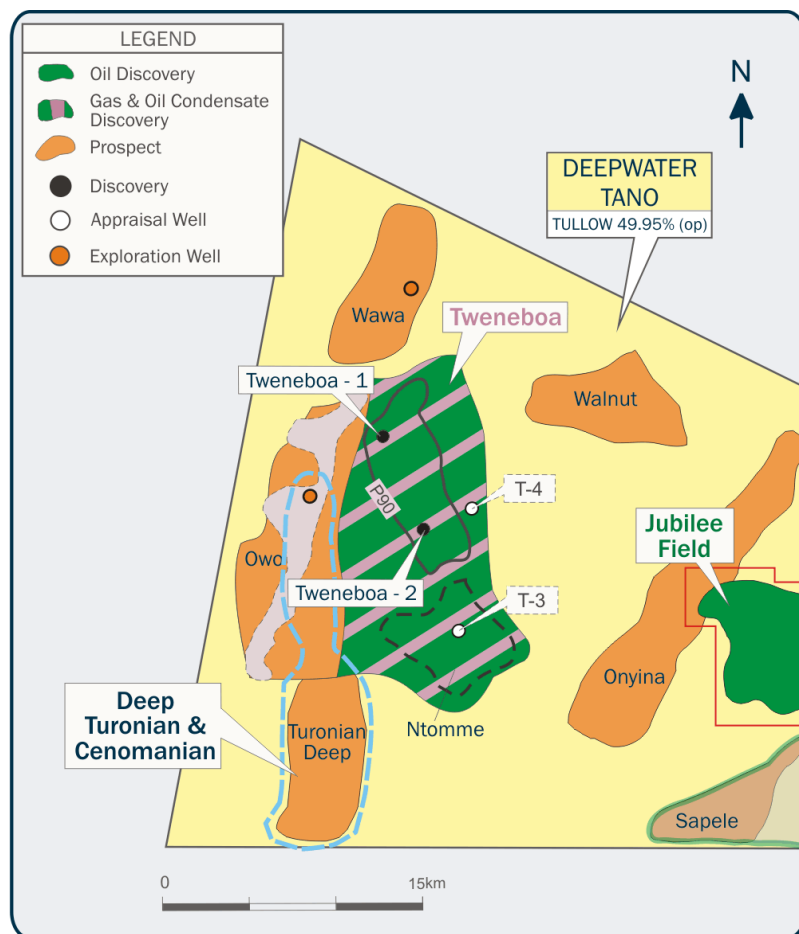 LEGEND
Oil Discovery
Gas & Oil Condensate
Discovery
Prospect
Discovery
Appraisal Well
Exploration Well
N
DEEPWATER
TANO
TULLOW 49.95% (op)
Wawa
Tweneboa
Tweneboa - 1
Walnut
P90
T-4
Jubilee
Field
Owo
Tweneboa - 2
T-3
Onyina
Deep
Turonian &
Cenomanian
Turonian
Deep
Ntomme
Sapele
0
15km